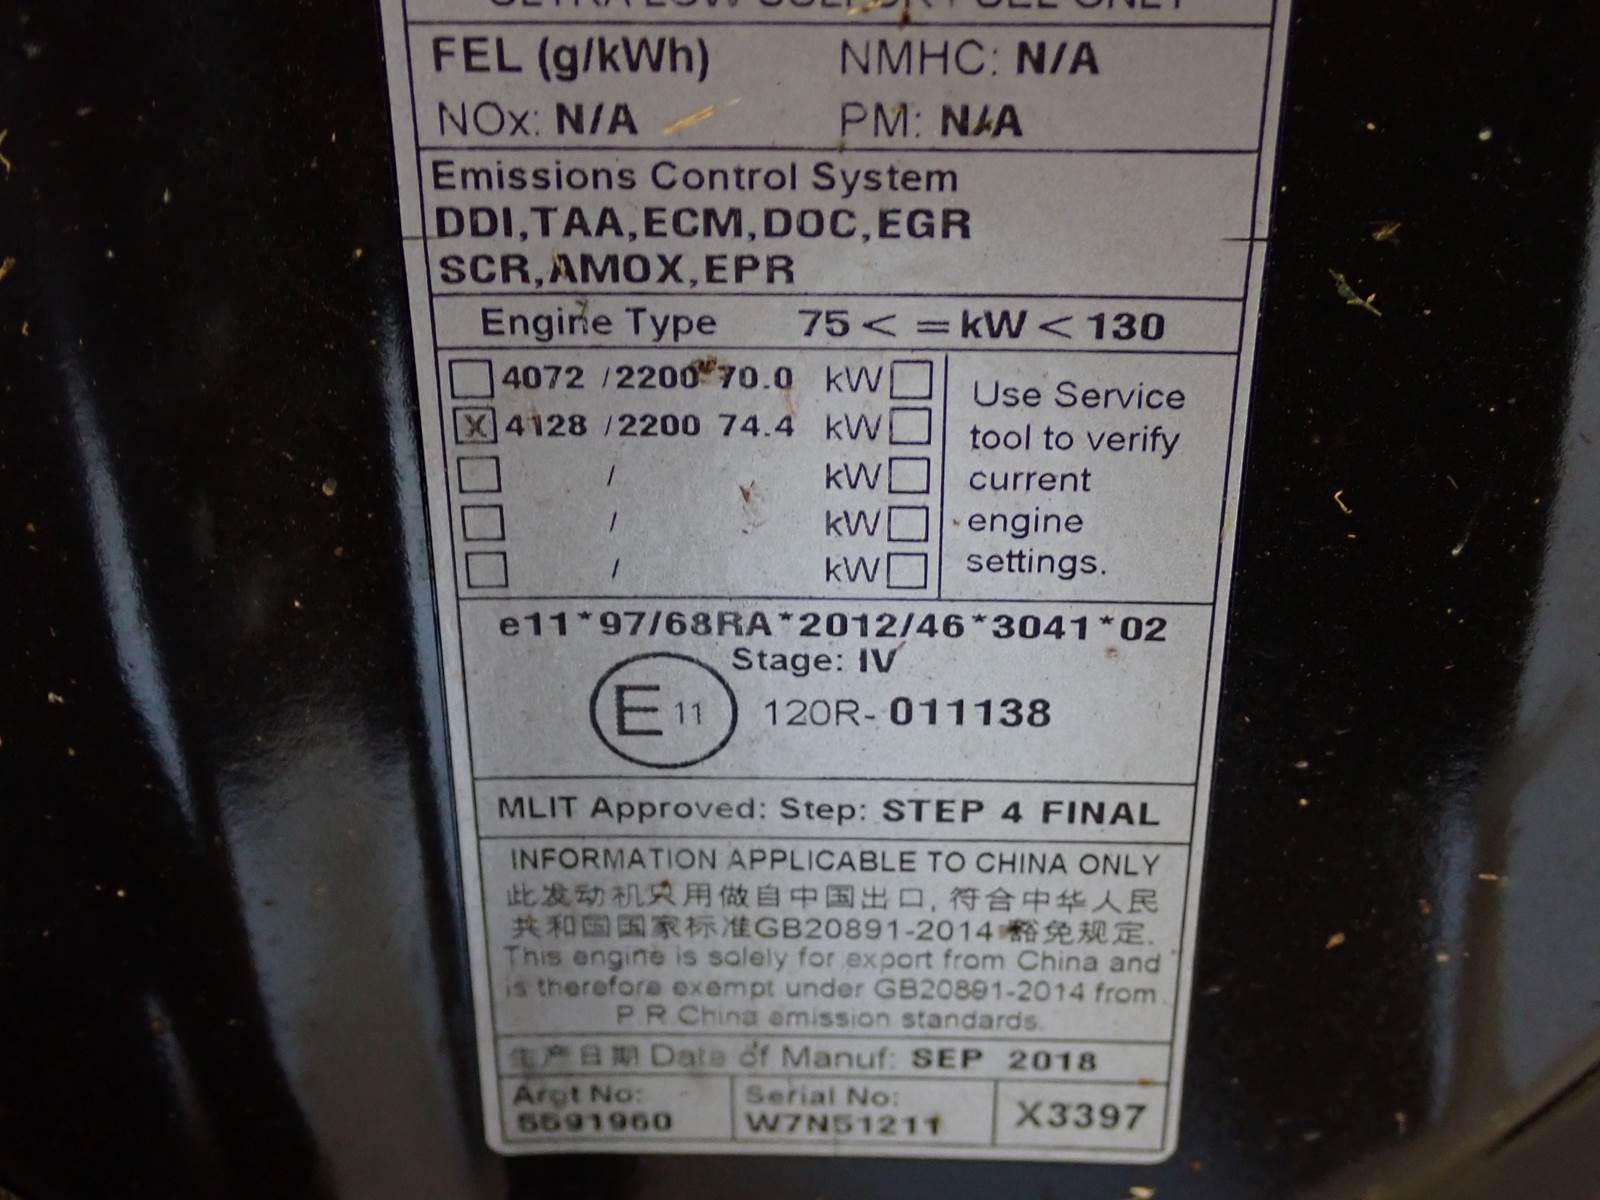 ULTRA LOW SULFUR FUEL ONLY
FEL (g/kWh) NMHC: N/A
NOx: N/A PM: N/A
Emissions Control System
DDI,TAA,ECM,DOC,EGR
SCR,AMOX,EPR
Engine Type 75 < = kW < 130
4072 /2200 70.0 kW
X 4128 /2200 74.4 kW
/ kW
/ kW
/ kW
Use Service
tool to verify
current
engine
settings.
e11*97/68RA*2012/46*3041*02
Stage: IV
E 11 120R- 011138
MLIT Approved: Step: STEP 4 FINAL
INFORMATION APPLICABLE TO CHINA ONLY
此发动机只用做自中国出口, 符合中华人民
共和国国家标准GB20891-2014 豁免规定.
This engine is solely for export from China and
is therefore exempt under GB20891-2014 from
P R China emission standards.
生产日期 Date of Manuf: SEP 2018
Argt No: Serial No:
5591960 W7N51211 X3397